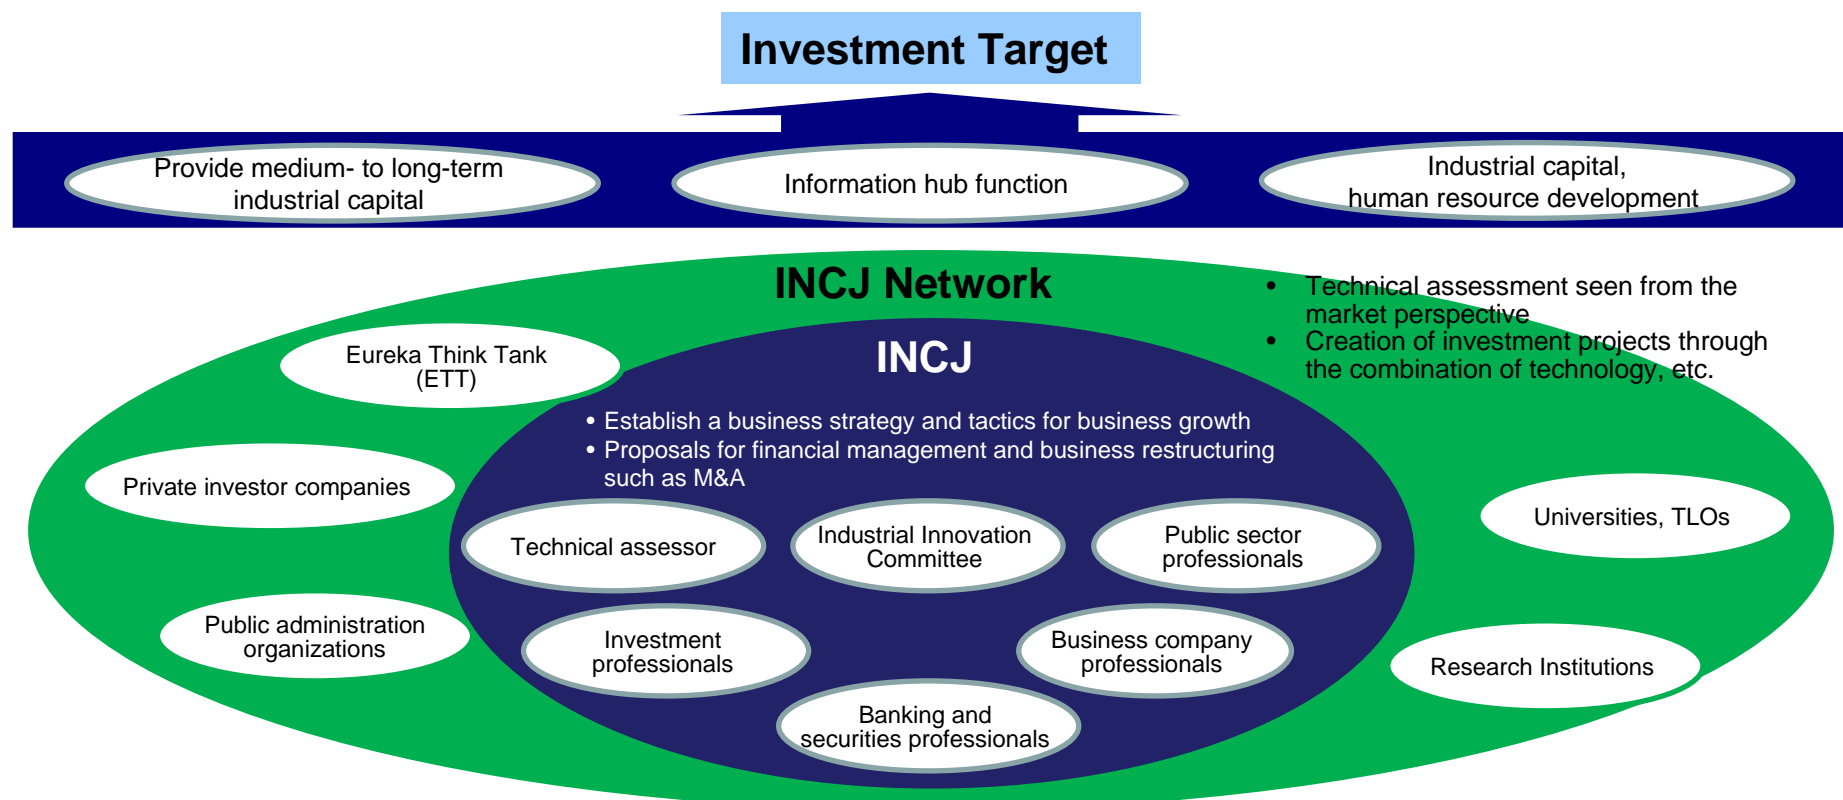 Investment Target
Provide medium- to long-term
industrial capital
Information hub function
Industrial capital,
human resource development
INCJ Network
• Technical assessment seen from the
market perspective
• Creation of investment projects through
the combination of technology, etc.
Eureka Think Tank
(ETT)
INCJ
• Establish a business strategy and tactics for business growth
• Proposals for financial management and business restructuring
such as M&A
Private investor companies
Universities, TLOs
Technical assessor
Industrial Innovation
Committee
Public sector
professionals
Public administration
organizations
Investment
professionals
Business company
professionals
Research Institutions
Banking and
securities professionals